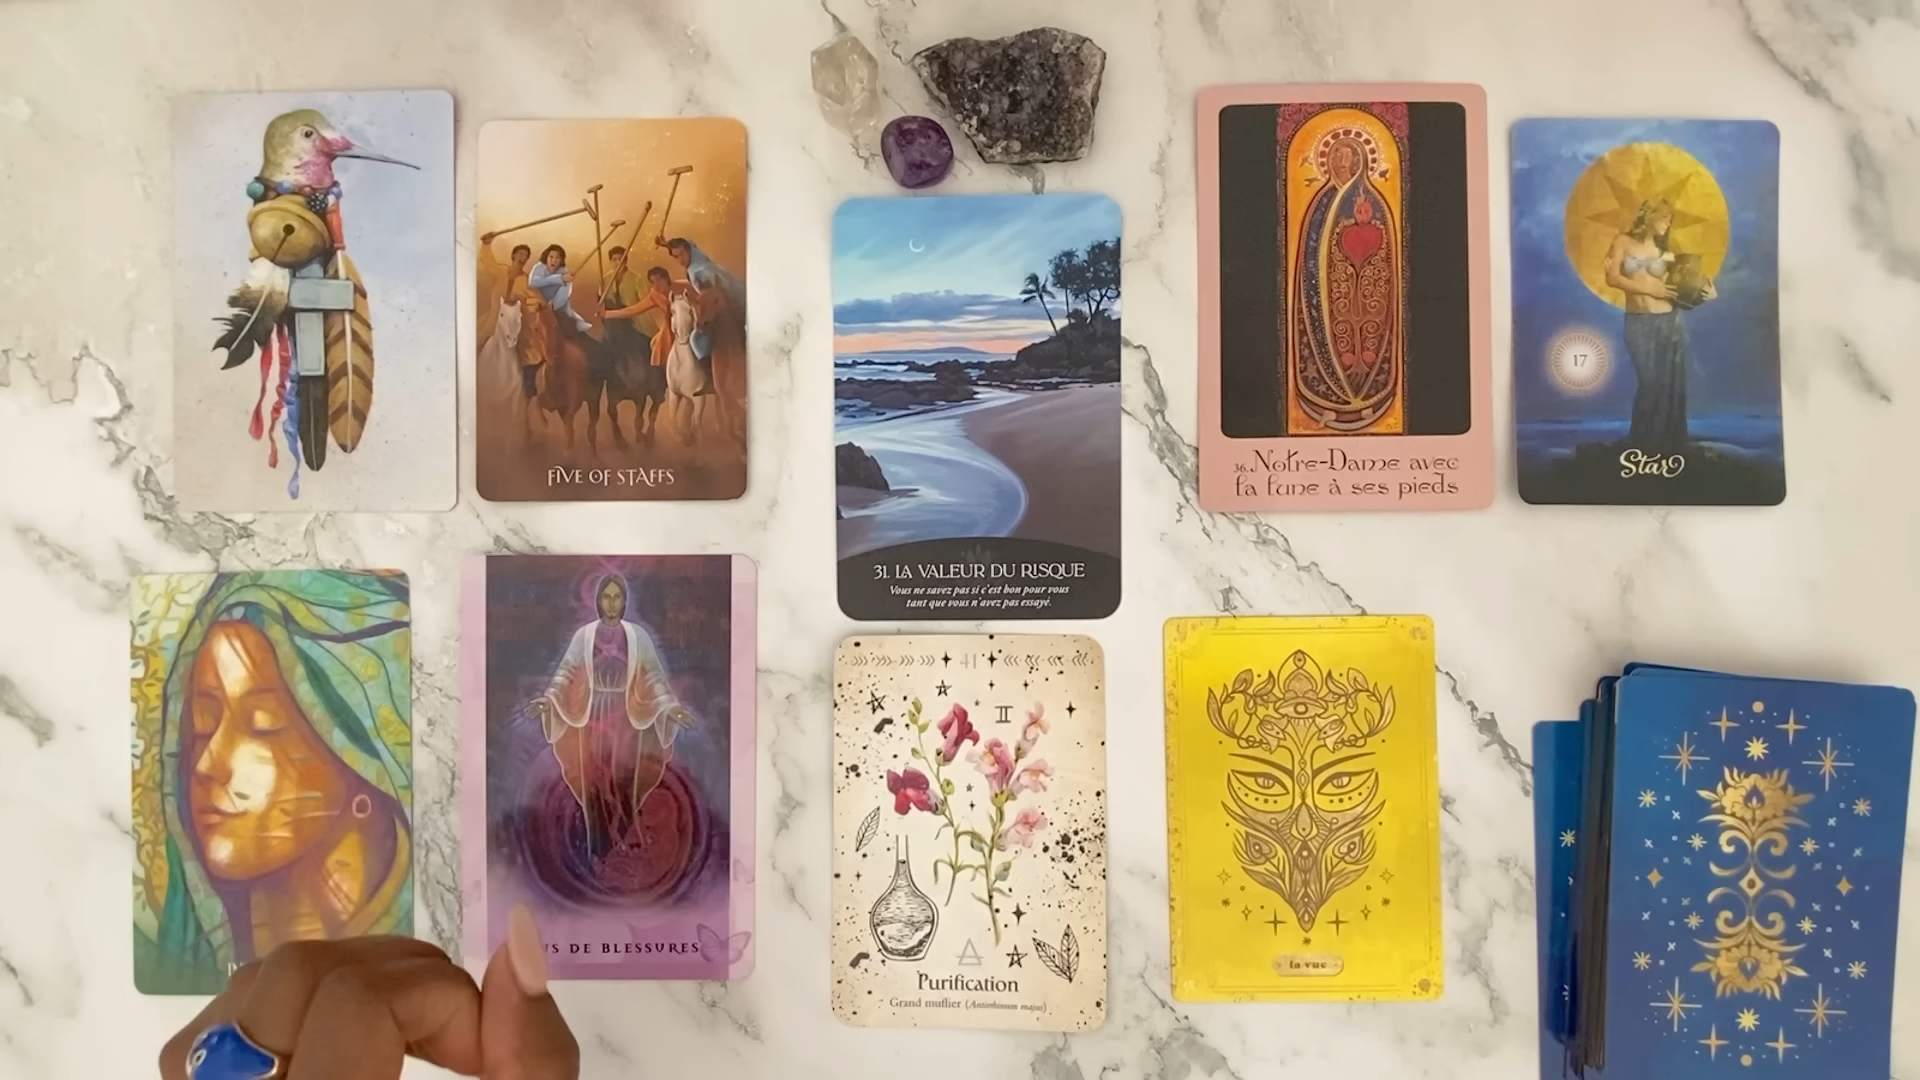 FIVE OF STAFFS
31. LA VALEUR DU RISQUE
Vous ne savez pas si c'est bon pour vous
tant que vous n'avez pas essayé.
36. Notre-Dame avec
la lune à ses pieds
17
Star
DE BLESSURES
41
II
Purification
Grand muflier (Antirrhinum majus)
la vue